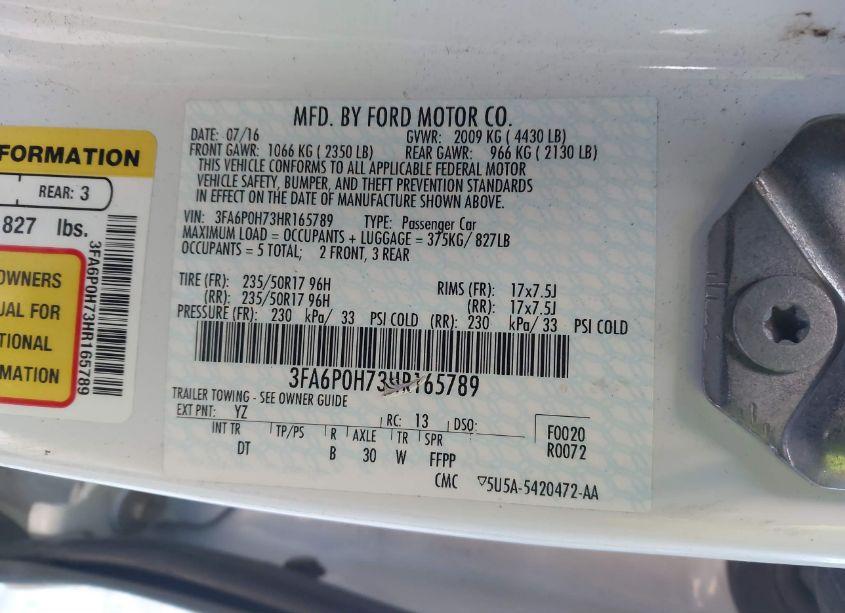 FORMATION
REAR: 3
827 lbs.
OWNERS
UAL FOR
TIONAL
RMATION
3FA6P0H73HR165789
MFD. BY FORD MOTOR CO.
DATE: 07/16 GVWR: 2009 KG ( 4430 LB)
FRONT GAWR: 1066 KG ( 2350 LB) REAR GAWR: 966 KG ( 2130 LB)
THIS VEHICLE CONFORMS TO ALL APPLICABLE FEDERAL MOTOR
VEHICLE SAFETY, BUMPER, AND THEFT PREVENTION STANDARDS
IN EFFECT ON THE DATE OF MANUFACTURE SHOWN ABOVE.
VIN: 3FA6P0H73HR165789 TYPE: Passenger Car
MAXIMUM LOAD = OCCUPANTS + LUGGAGE = 375KG/ 827LB
OCCUPANTS = 5 TOTAL; 2 FRONT, 3 REAR
TIRE (FR): 235/50R17 96H RIMS (FR): 17x7.5J
(RR): 235/50R17 96H (RR): 17x7.5J
PRESSURE (FR): 230 kPa/ 33 PSI COLD (RR): 230 kPa/ 33 PSI COLD
3FA6P0H73HR165789
TRAILER TOWING - SEE OWNER GUIDE
EXT PNT: YZ RC: 13 DSO: F0020
INT TR TP/PS R AXLE TR SPR R0072
DT B 30 W FFPP
CMC ▽5U5A-5420472-AA